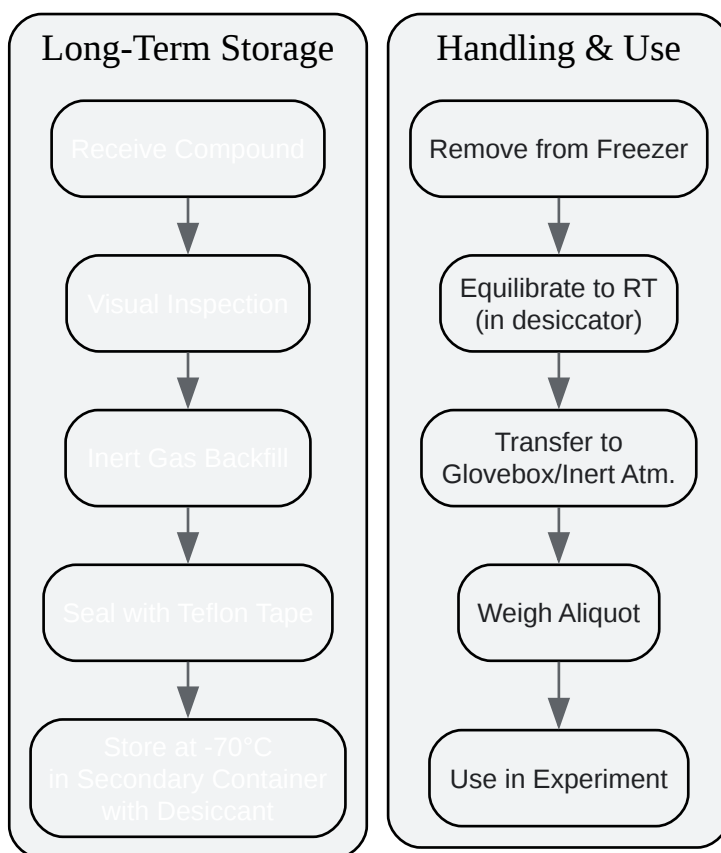 Long-Term Storage
Receive Compound
Visual Inspection
Inert Gas Backfill
Seal with Teflon Tape
Store at -70°C
in Secondary Container
with Desiccant
Handling & Use
Remove from Freezer
Equilibrate to RT
(in desiccator)
Transfer to
Glovebox/Inert Atm.
Weigh Aliquot
Use in Experiment